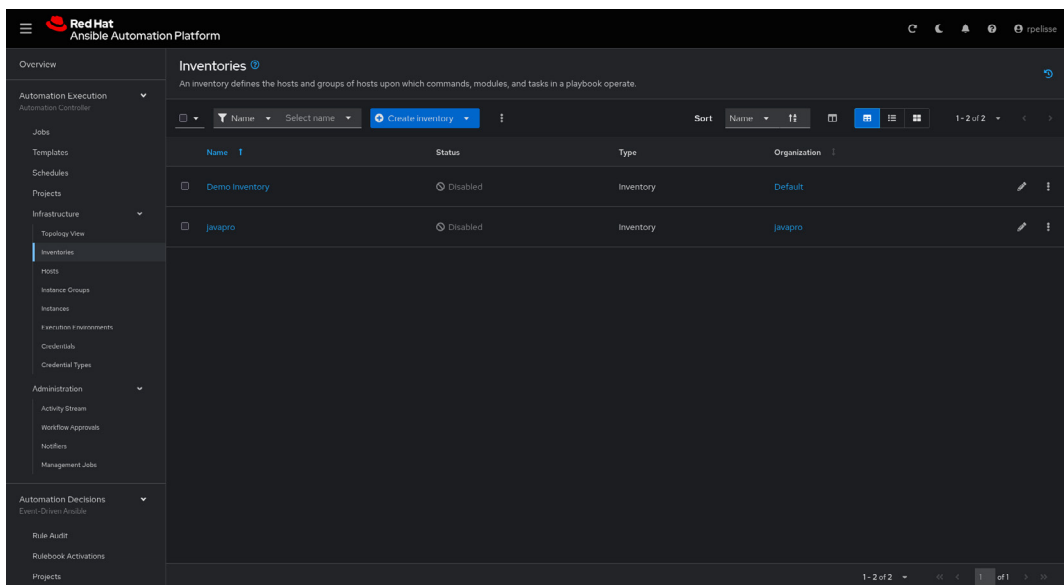 Red Hat
Ansible Automation Platform
rpelisse
Overview
Automation Execution
Automation Controller
Jobs
Templates
Schedules
Projects
Infrastructure
Topology View
Inventories
Hosts
Instance Groups
Instances
Execution Environments
Credentials
Credential Types
Administration
Activity Stream
Workflow Approvals
Notifiers
Management Jobs
Automation Decisions
Event-Driven Ansible
Rule Audit
Rulebook Activations
Projects
Inventories
An inventory defines the hosts and groups of hosts upon which commands, modules, and tasks in a playbook operate.
Name Select name Create inventory Sort Name 1 - 2 of 2
Name Status Type Organization
Demo Inventory Disabled Inventory Default
javapro Disabled Inventory javapro
1 - 2 of 2 1 of 1